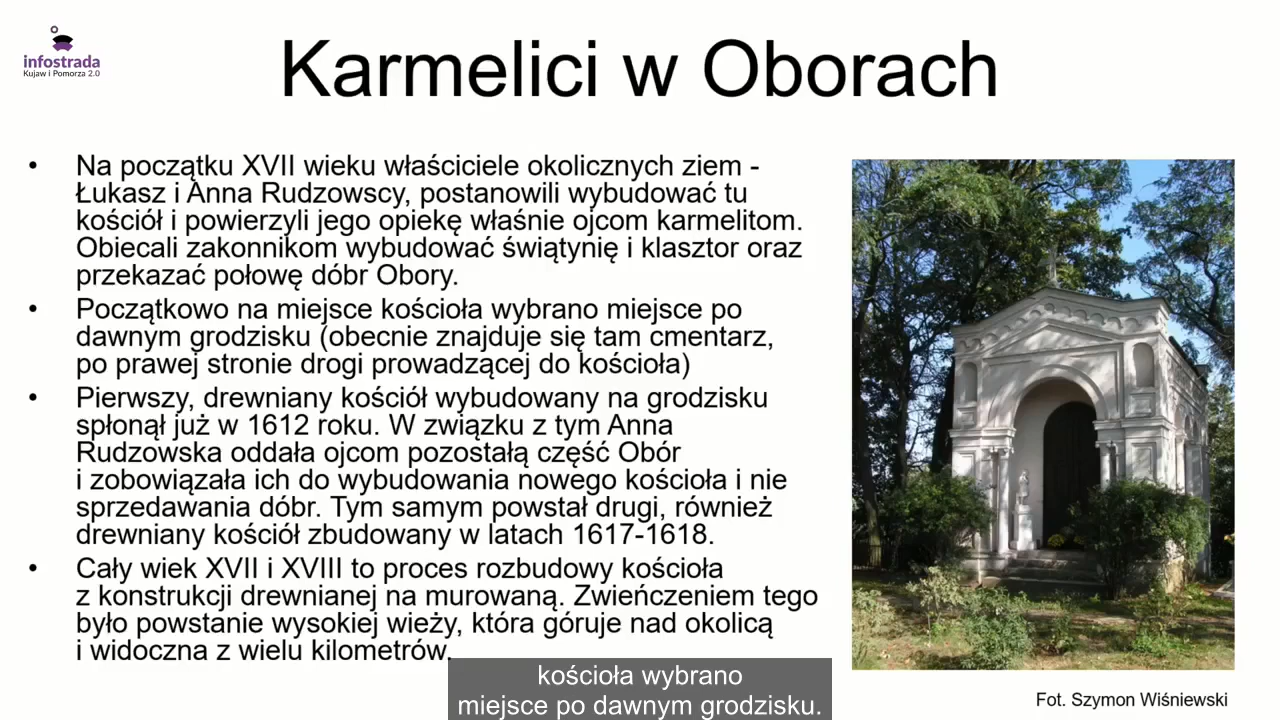 infostrada
Kujaw i Pomorza 2.0
Karmelici w Oborach
• Na początku XVII wieku właściciele okolicznych ziem -
Łukasz i Anna Rudzowscy, postanowili wybudować tu
kościół i powierzyli jego opiekę właśnie ojcom karmelitom.
Obiecali zakonnikom wybudować świątynię i klasztor oraz
przekazać połowę dóbr Obory.
• Początkowo na miejsce kościoła wybrano miejsce po
dawnym grodzisku (obecnie znajduje się tam cmentarz,
po prawej stronie drogi prowadzącej do kościoła)
• Pierwszy, drewniany kościół wybudowany na grodzisku
spłonął już w 1612 roku. W związku z tym Anna
Rudzowska oddała ojcom pozostałą część Obór
i zobowiązała ich do wybudowania nowego kościoła i nie
sprzedawania dóbr. Tym samym powstał drugi, również
drewniany kościół zbudowany w latach 1617-1618.
• Cały wiek XVII i XVIII to proces rozbudowy kościoła
z konstrukcji drewnianej na murowaną. Zwieńczeniem tego
było powstanie wysokiej wieży, która góruje nad okolicą
i widoczna z wielu kilometrów.
kościoła wybrano
miejsce po dawnym grodzisku.
Fot. Szymon Wiśniewski